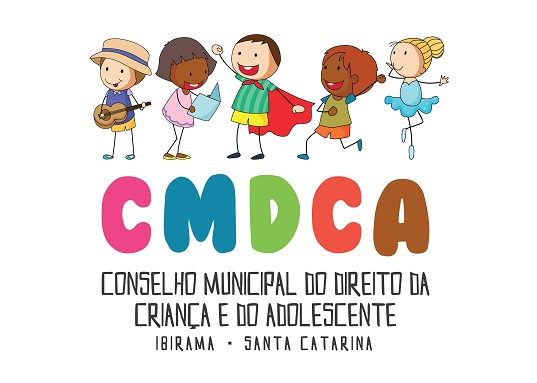 CMDCA
CONSELHO MUNICIPAL DO DIREITO DA
CRIANÇA E DO ADOLESCENTE
IBIRAMA • SANTA CATARINA